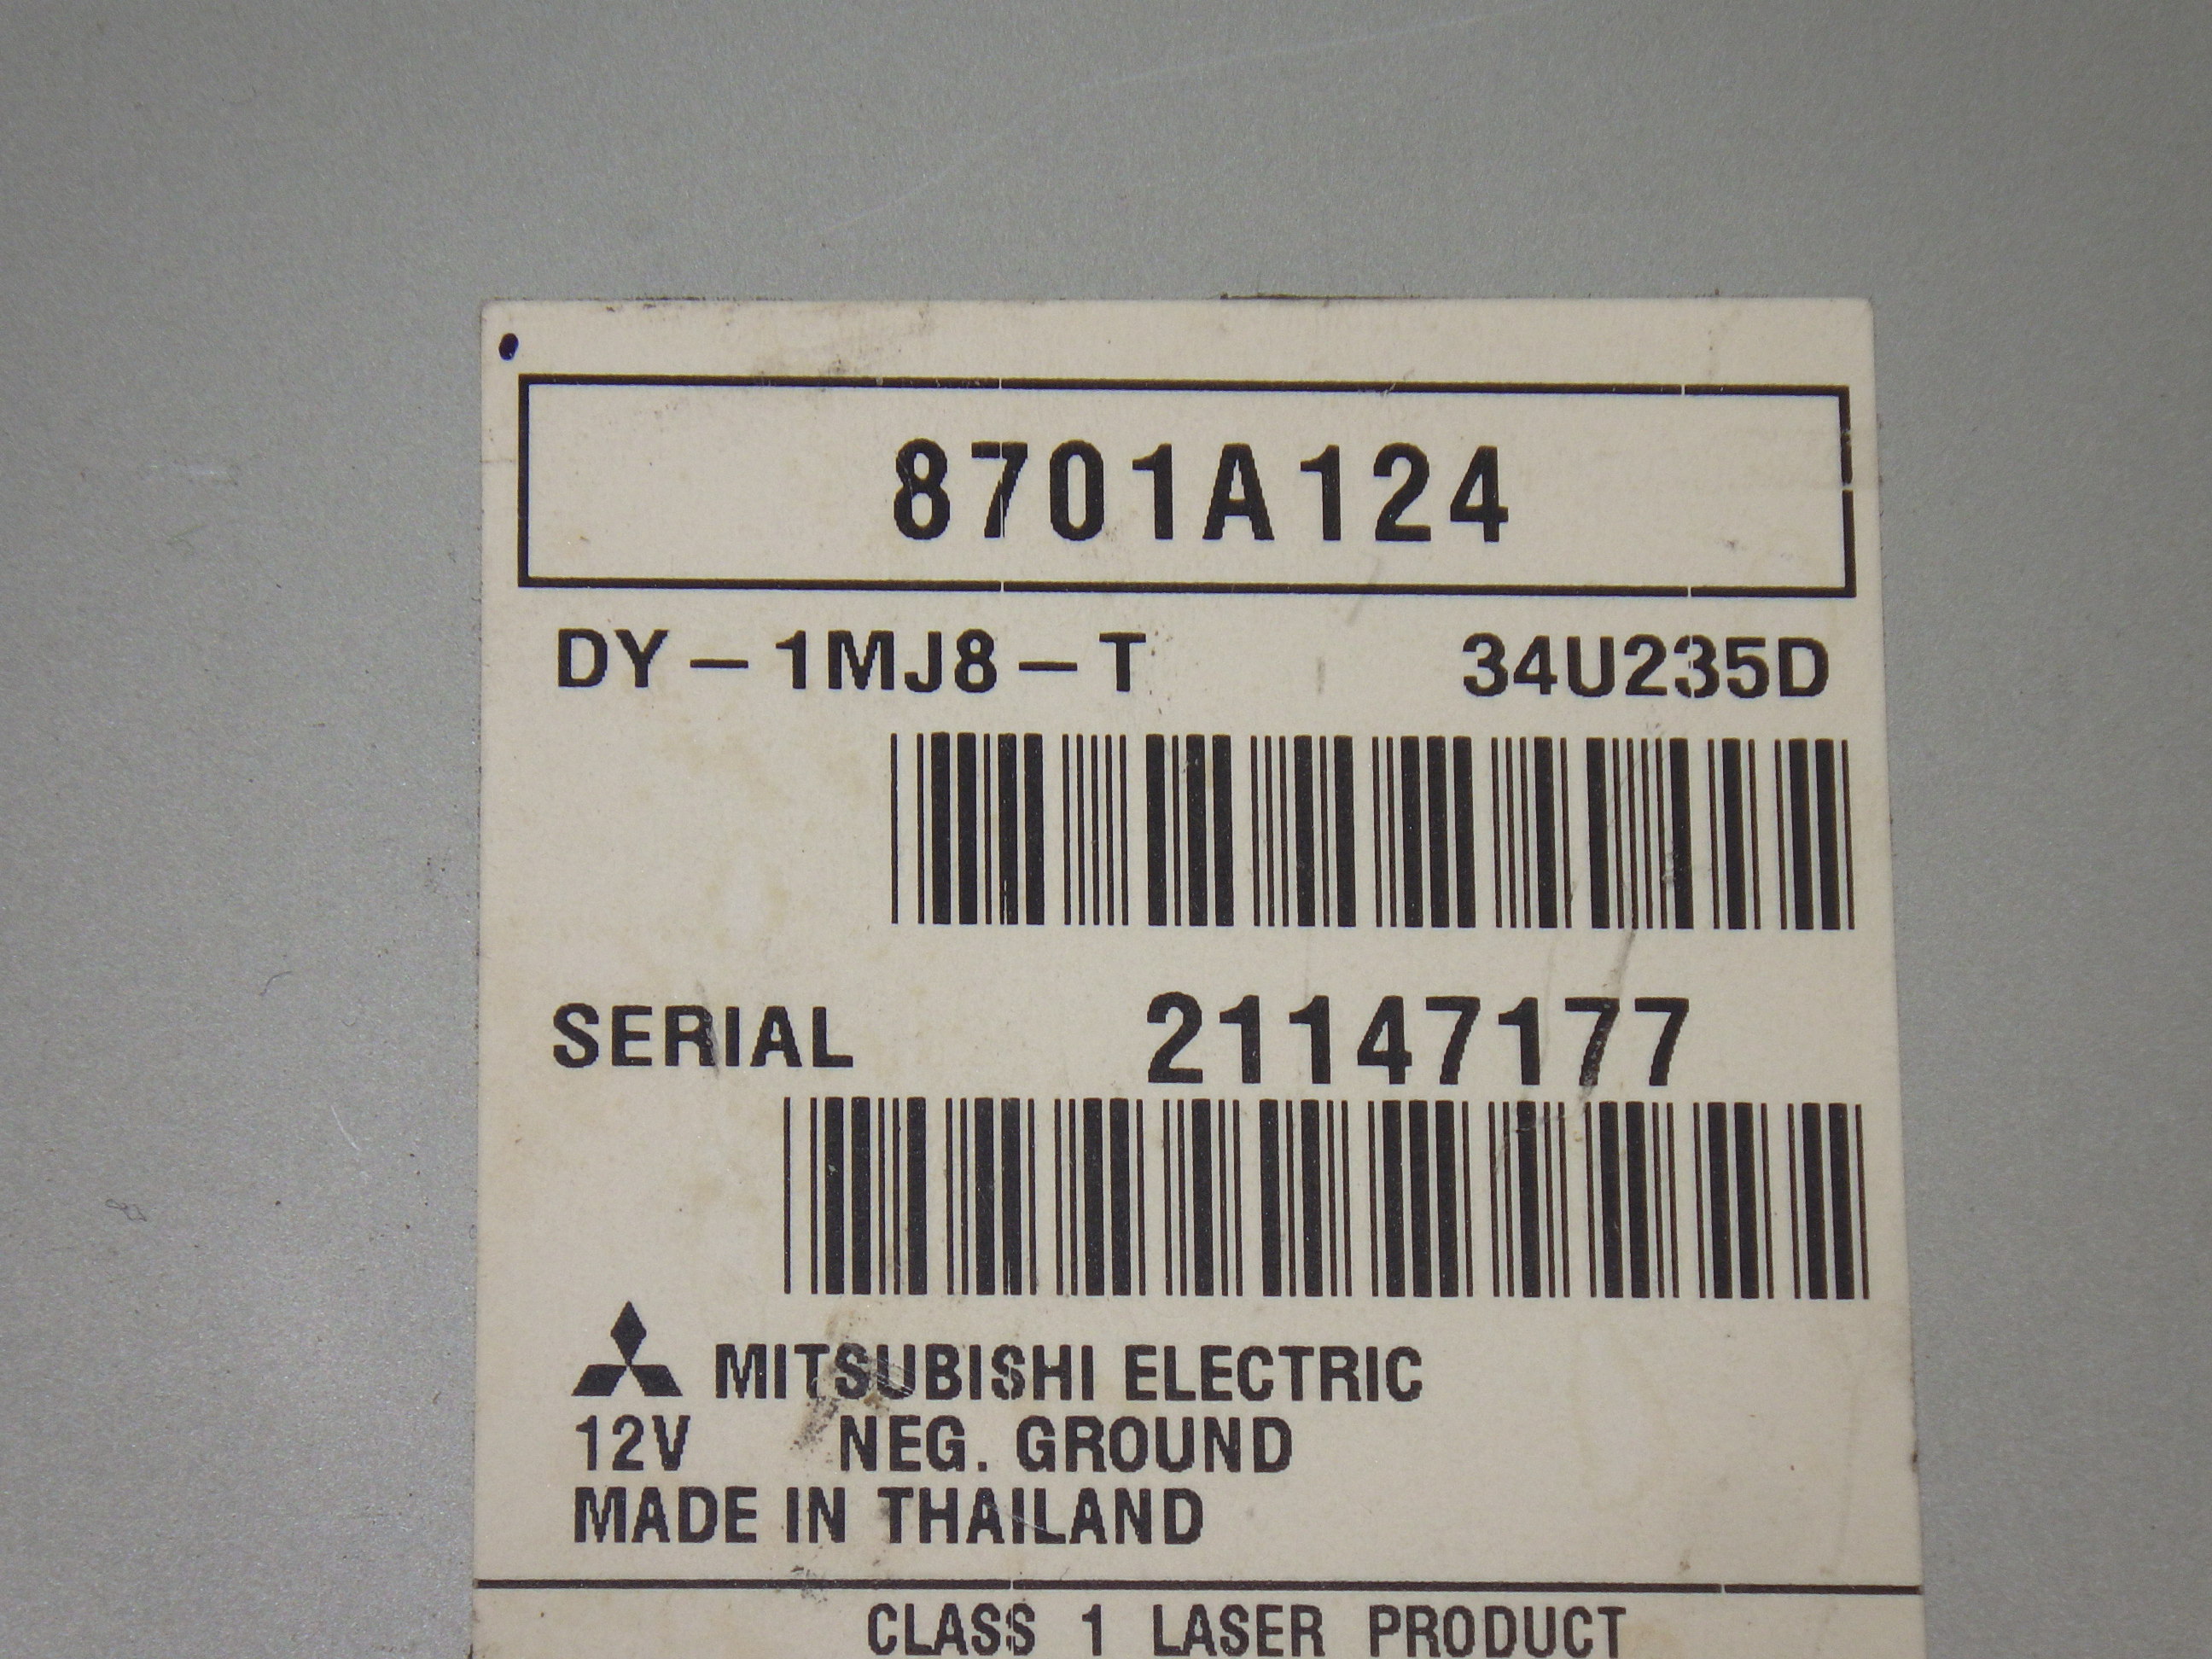 8701A124
DY-1MJ8-T 34U235D
SERIAL 21147177
MITSUBISHI ELECTRIC
12V NEG. GROUND
MADE IN THAILAND
CLASS 1 LASER PRODUCT